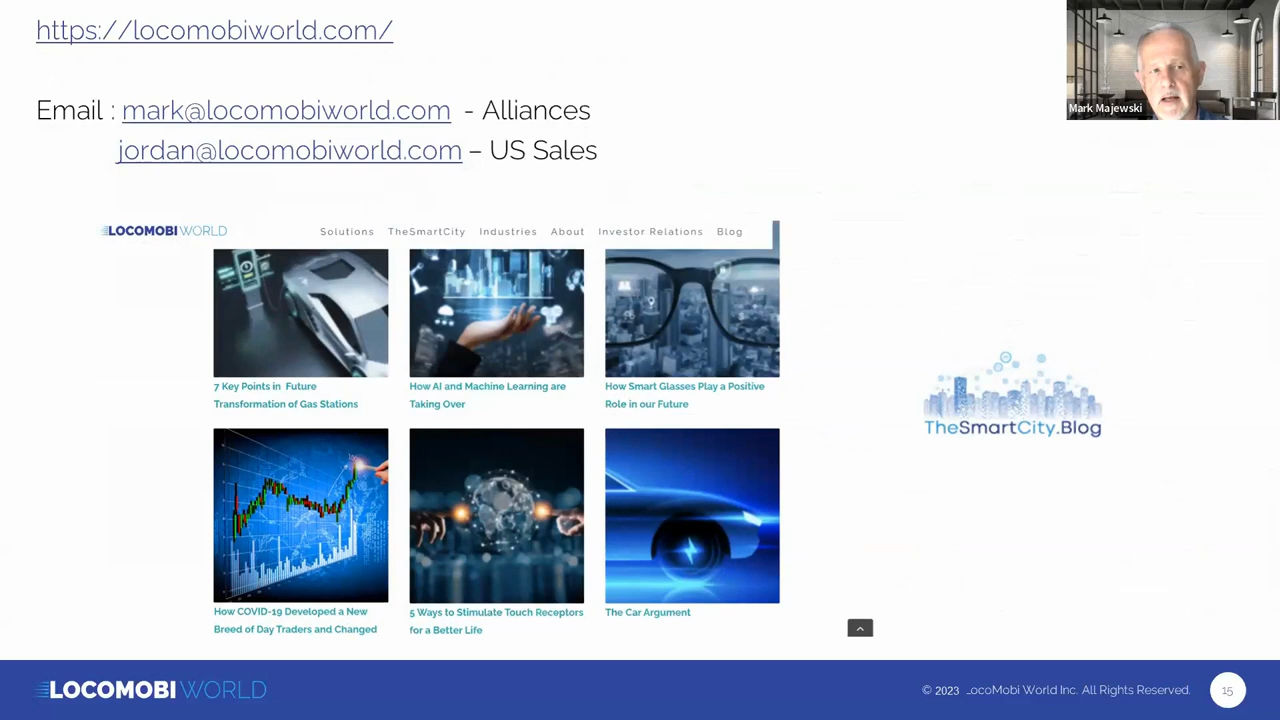 https://locomobiworld.com/
Mark Majewski
Email : mark@locomobiworld.com - Alliances
jordan@locomobiworld.com – US Sales
LOCOMOBI WORLD
Solutions TheSmartCity Industries About Investor Relations Blog
7 Key Points in Future
Transformation of Gas Stations
How AI and Machine Learning are
Taking Over
How Smart Glasses Play a Positive
Role in our Future
TheSmartCity.Blog
How COVID-19 Developed a New
Breed of Day Traders and Changed
5 Ways to Stimulate Touch Receptors
for a Better Life
The Car Argument
LOCOMOBI WORLD
© 2023 LocoMobi World Inc. All Rights Reserved.
15